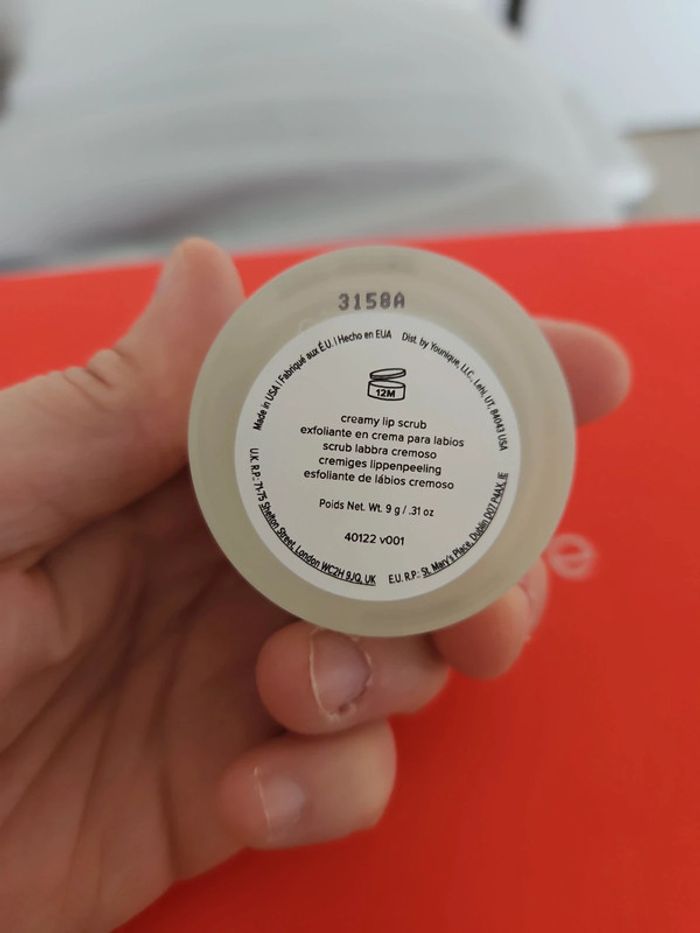 3158A
Made in USA | Fabriqué aux É.U. | Hecho en EUA
Dist. by Younique, LLC, Lehi, UT, 84043 USA
12M
creamy lip scrub
exfoliante en crema para labios
scrub labbra cremoso
cremiges lippenpeeling
esfoliante de lábios cremoso
Poids Net. Wt. 9 g / .31 oz
40122 v001
U.K. R.P.: 71-75 Shelton Street, London WC2H 9JQ, UK
E.U. R.P.: St. Mary's Place, Dublin D07 P4AX, IE